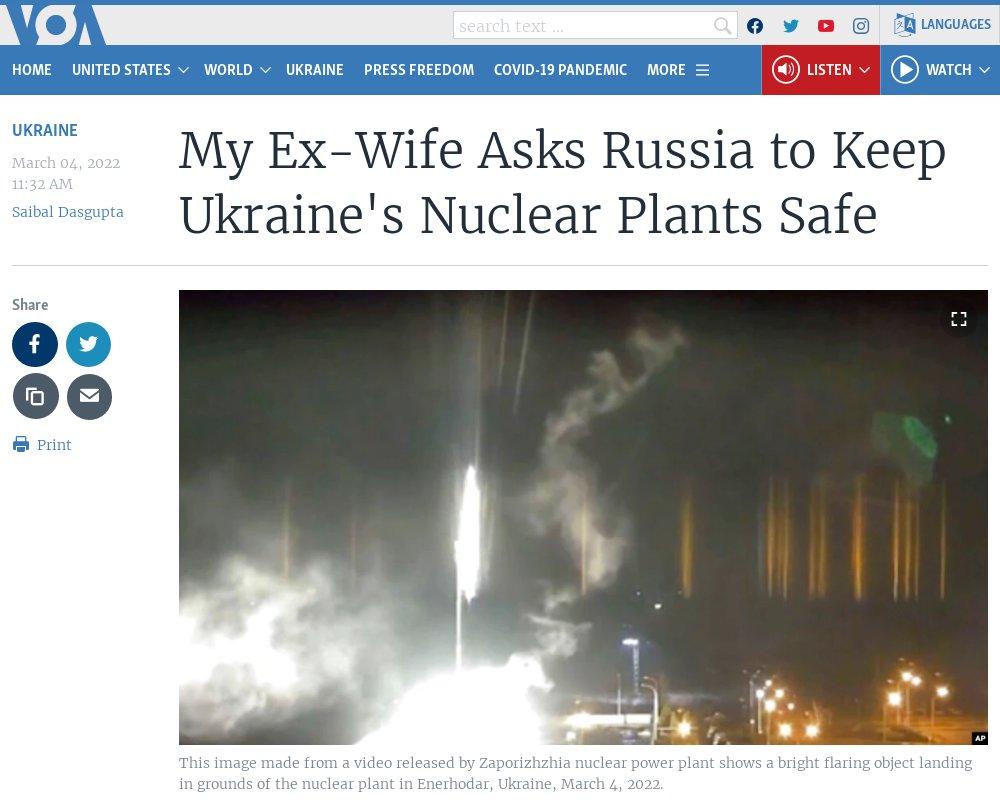 VOA
search text ...
LANGUAGES
HOME UNITED STATES WORLD UKRAINE PRESS FREEDOM COVID-19 PANDEMIC MORE LISTEN WATCH
UKRAINE
March 04, 2022
11:32 AM
Saibal Dasgupta
My Ex-Wife Asks Russia to Keep
Ukraine's Nuclear Plants Safe
Share
Print
AP
This image made from a video released by Zaporizhzhia nuclear power plant shows a bright flaring object landing
in grounds of the nuclear plant in Enerhodar, Ukraine, March 4, 2022.